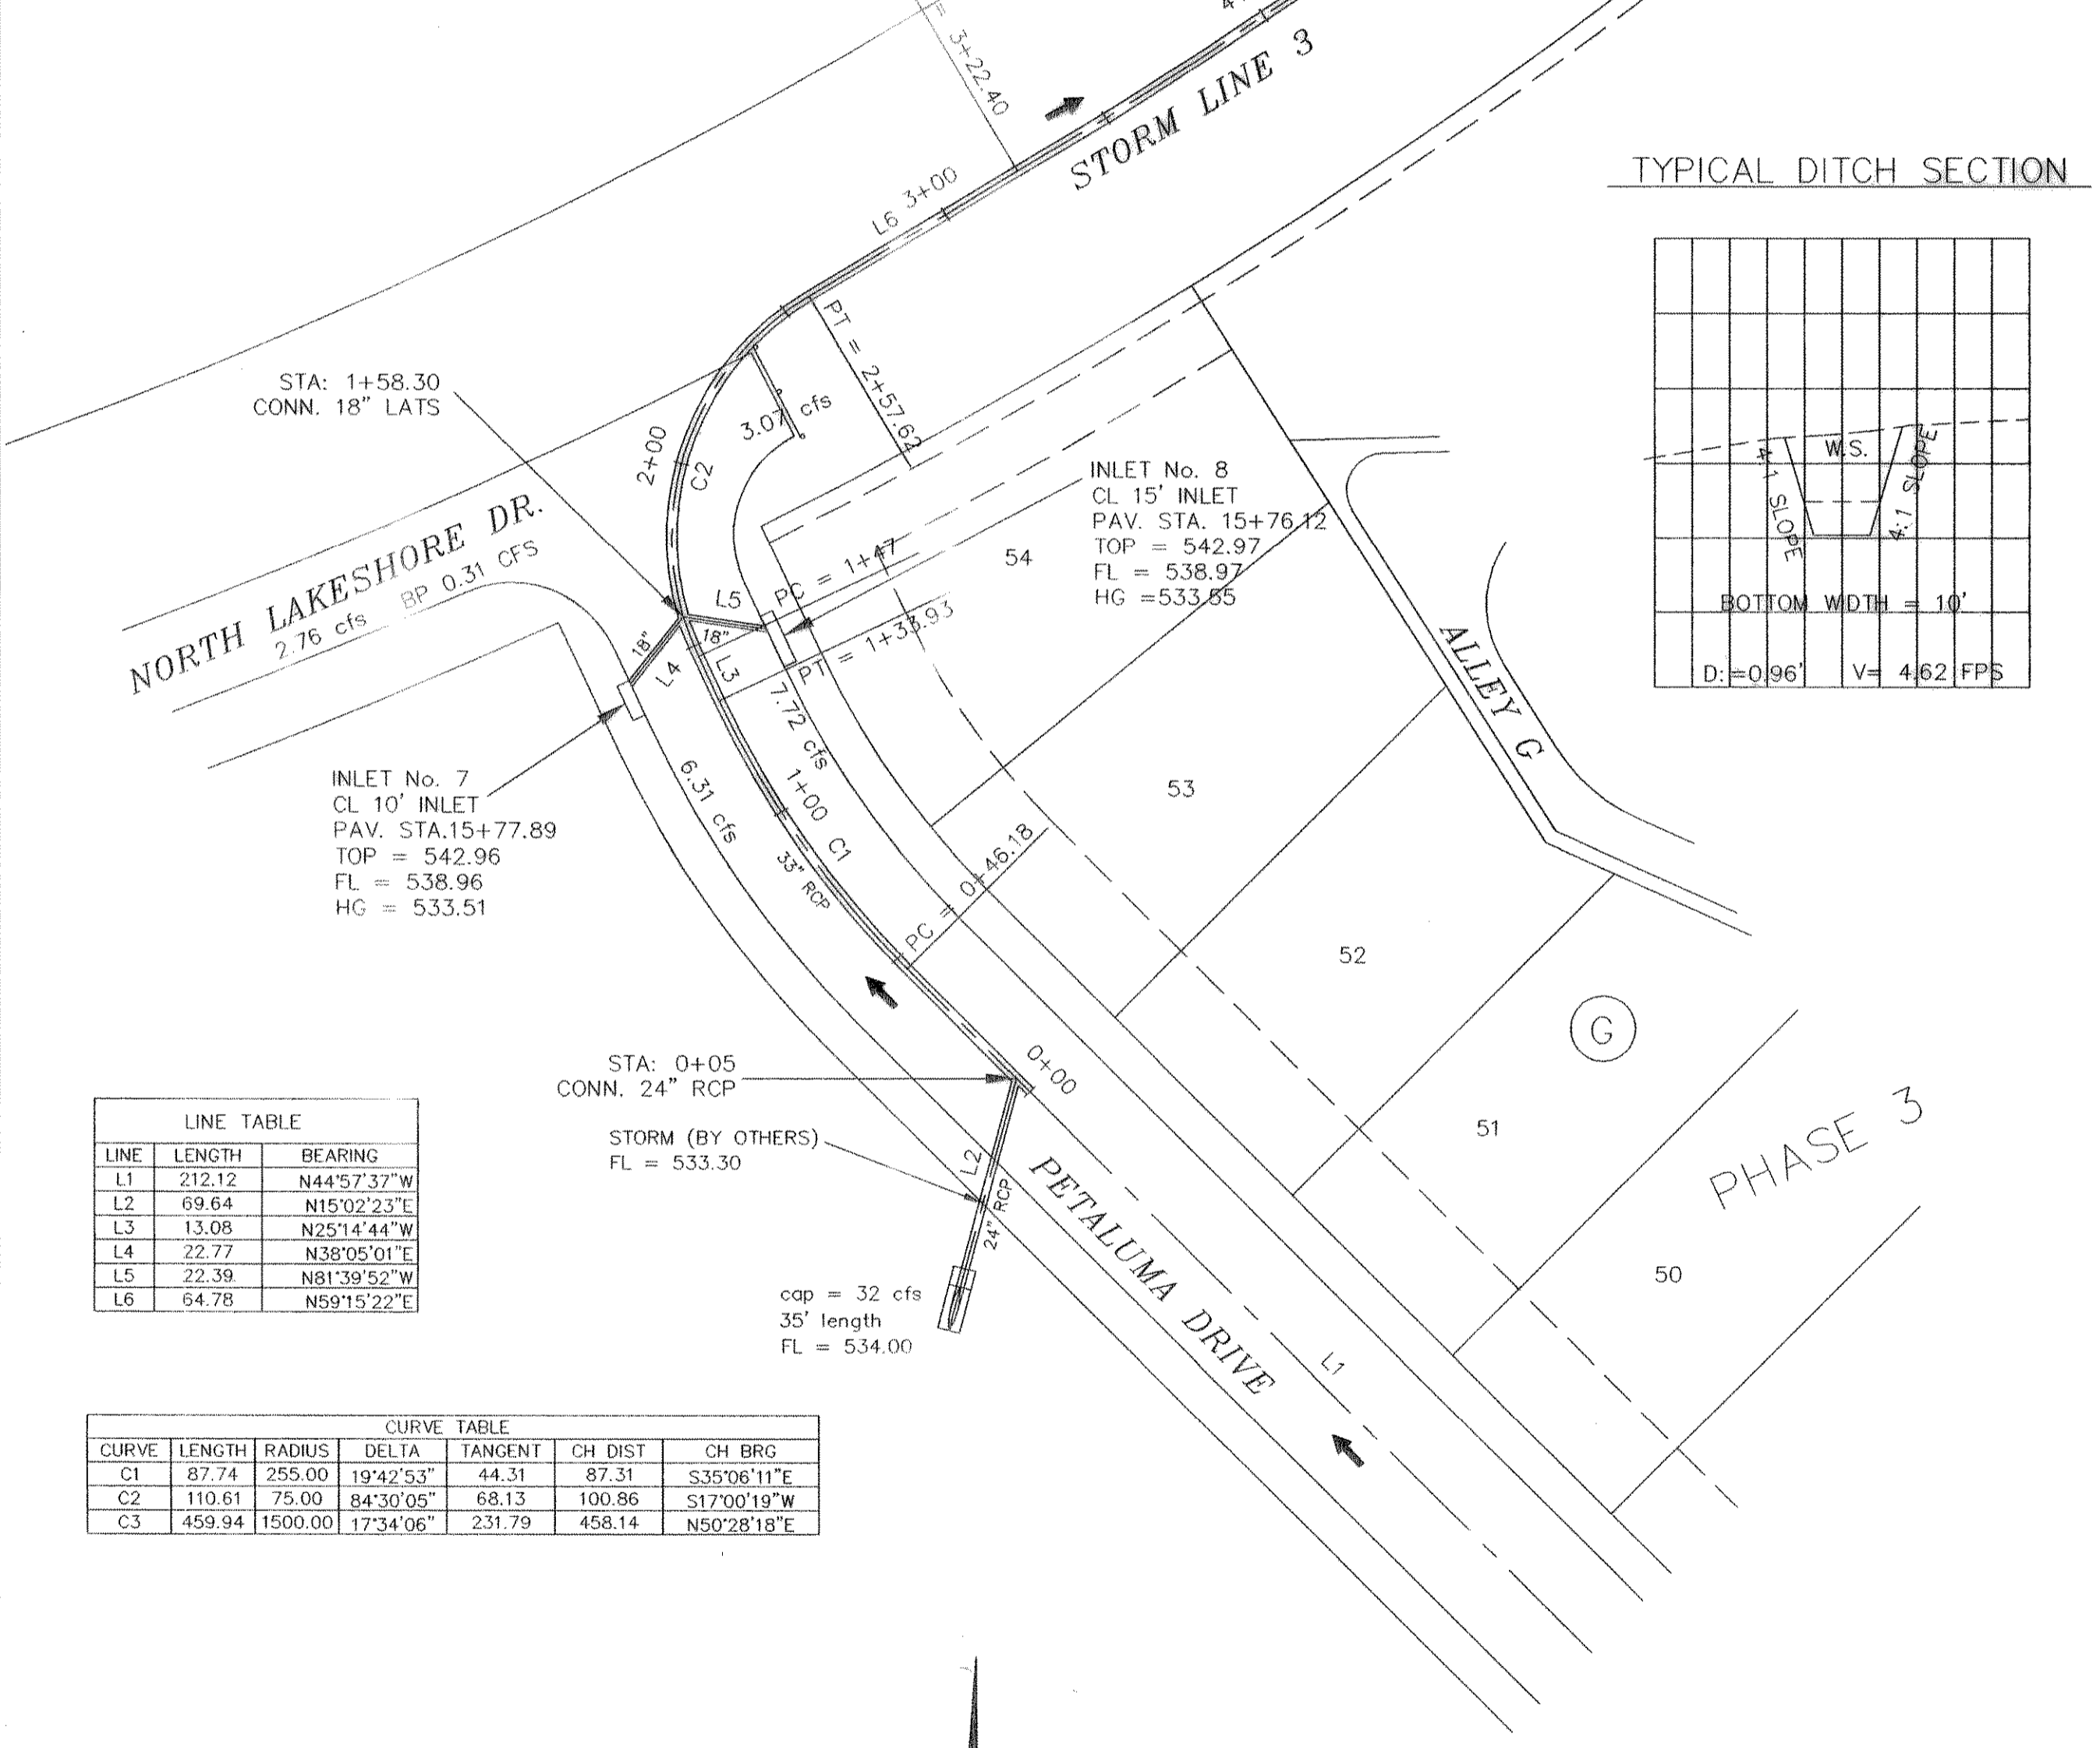 = 3+22.40
STORM LINE 3
L6 3+00
TYPICAL DITCH SECTION
W.S.
4:1 SLOPE
4:1 SLOPE
BOTTOM WIDTH = 10'
D:=0.96' V= 4.62 FPS
STA: 1+58.30
CONN. 18" LATS
PT = 2+57.62
3.07 cfs
2+00
C2
NORTH LAKESHORE DR.
2.76 cfs BP 0.31 CFS
INLET No. 8
CL 15' INLET
PAV. STA. 15+76.12
TOP = 542.97
FL = 538.97
HG =533.55
54
PC = 1+47
L5
18"
18"
L4
L3
PT = 1+33.93
7.72 cfs
6.31 cfs
1+00 C1
33" RCP
ALLEY G
INLET No. 7
CL 10' INLET
PAV. STA.15+77.89
TOP = 542.96
FL = 538.96
HG = 533.51
53
PC = 0+46.18
52
G
51
50
PHASE 3
STA: 0+05
CONN. 24" RCP
0+00
STORM (BY OTHERS)
FL = 533.30
L2
24" RCP
PETALUMA DRIVE
L1
cap = 32 cfs
35' length
FL = 534.00
LINE TABLE
LINE LENGTH BEARING
L1 212.12 N44°57'37"W
L2 69.64 N15°02'23"E
L3 13.08 N25°14'44"W
L4 22.77 N38°05'01"E
L5 22.39 N81°39'52"W
L6 64.78 N59°15'22"E
CURVE TABLE
CURVE LENGTH RADIUS DELTA TANGENT CH DIST CH BRG
C1 87.74 255.00 19°42'53" 44.31 87.31 S35°06'11"E
C2 110.61 75.00 84°30'05" 68.13 100.86 S17°00'19"W
C3 459.94 1500.00 17°34'06" 231.79 458.14 N50°28'18"E